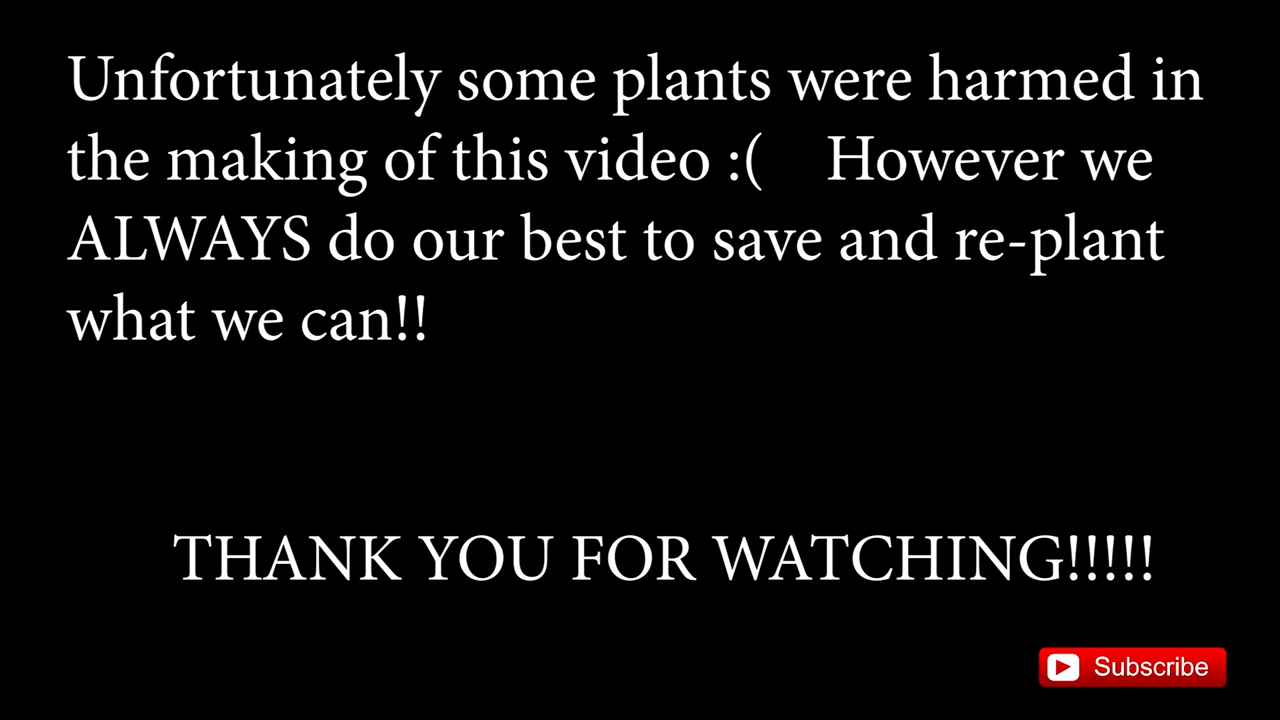 Unfortunately some plants were harmed in
the making of this video :(    However we
ALWAYS do our best to save and re-plant
what we can!!
THANK YOU FOR WATCHING!!!!!
Subscribe